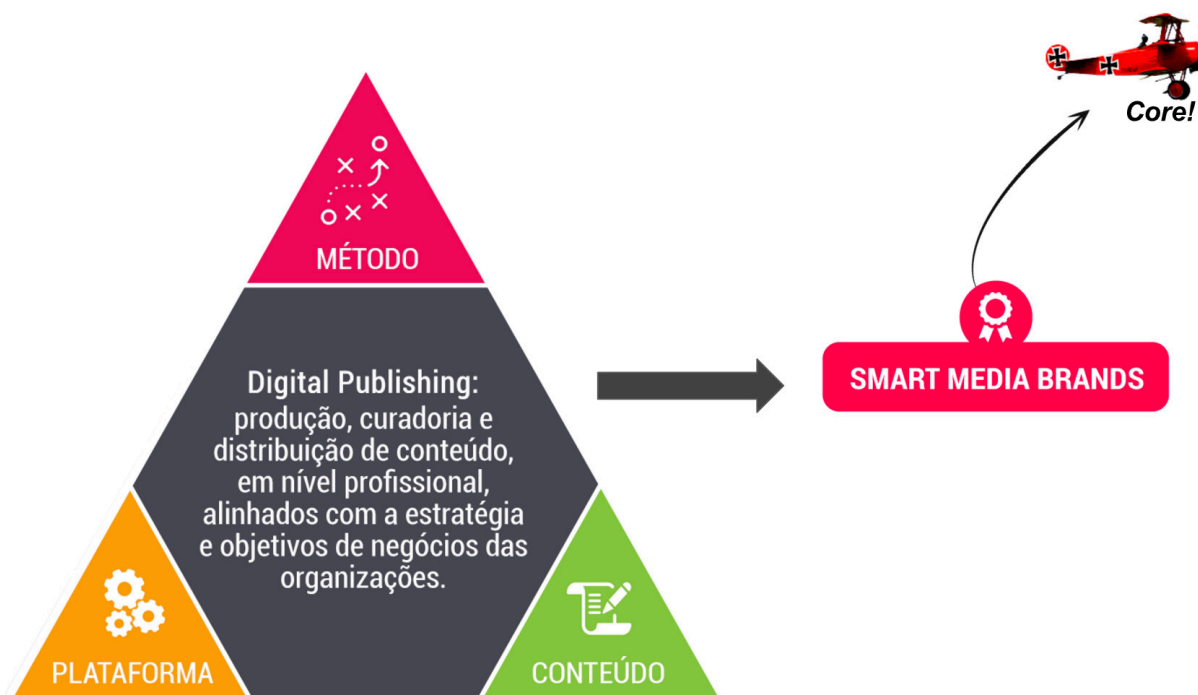 Core!
MÉTODO
SMART MEDIA BRANDS
Digital Publishing:
produção, curadoria e
distribuição de conteúdo,
em nível profissional,
alinhados com a estratégia
e objetivos de negócios das
organizações.
PLATAFORMA
CONTEÚDO